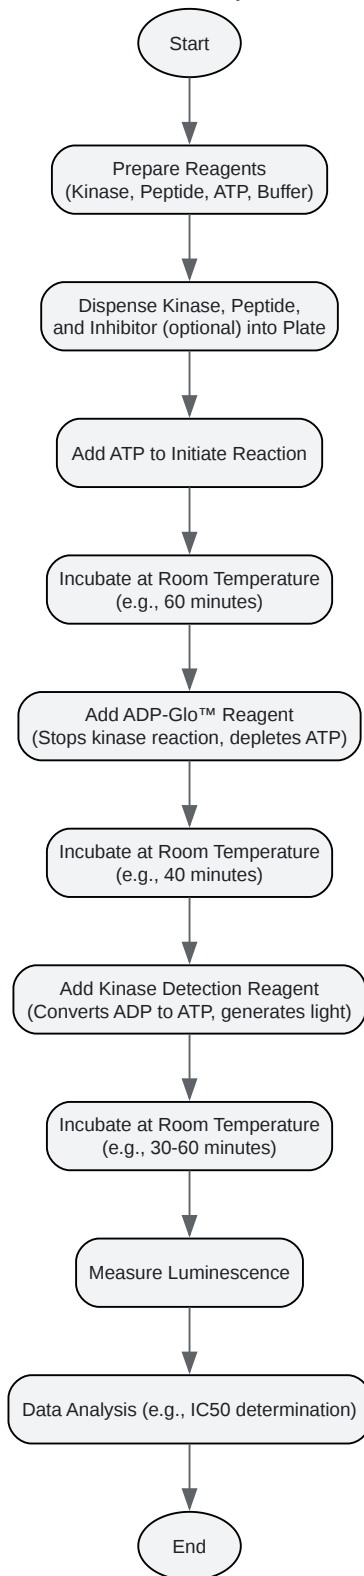 Start
Prepare Reagents
(Kinase, Peptide, ATP, Buffer)
Dispense Kinase, Peptide,
and Inhibitor (optional) into Plate
Add ATP to Initiate Reaction
Incubate at Room Temperature
(e.g., 60 minutes)
Add ADP-Glo™ Reagent
(Stops kinase reaction, depletes ATP)
Incubate at Room Temperature
(e.g., 40 minutes)
Add Kinase Detection Reagent
(Converts ADP to ATP, generates light)
Incubate at Room Temperature
(e.g., 30-60 minutes)
Measure Luminescence
Data Analysis (e.g., IC50 determination)
End